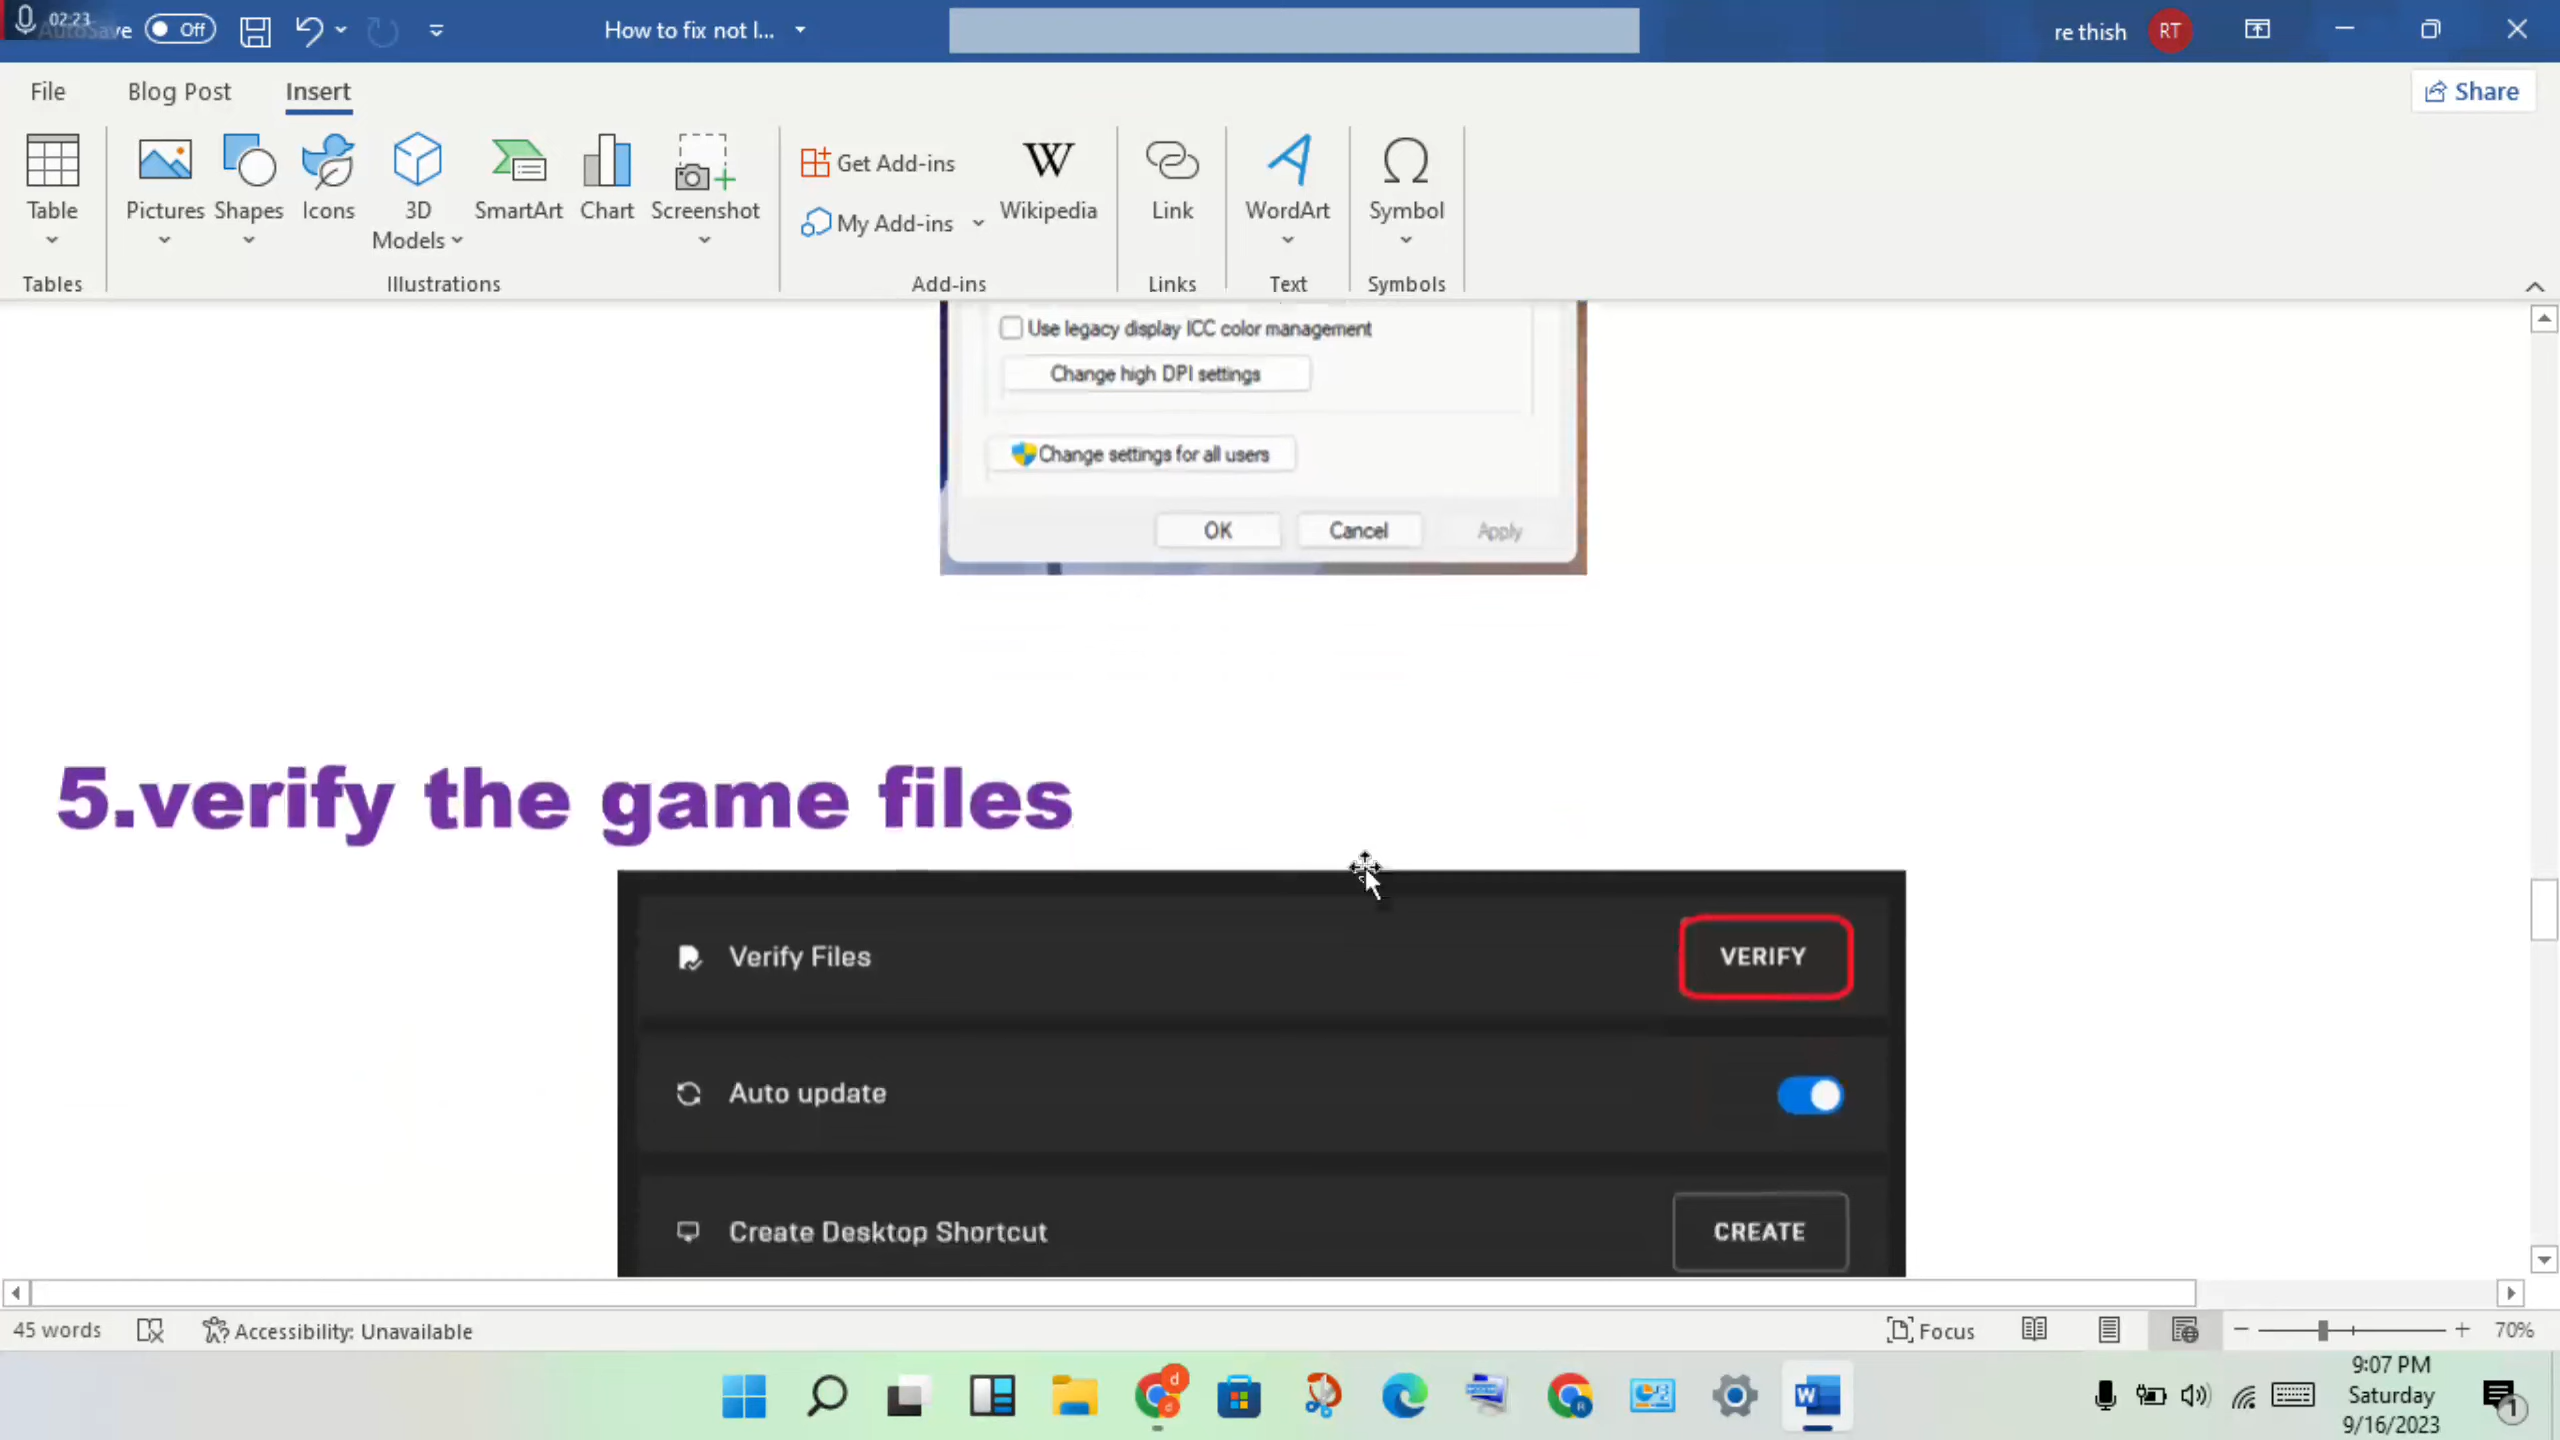 02:23
AutoSave Off How to fix not l... re thish RT
File Blog Post Insert Share
Table Pictures Shapes Icons 3D Models SmartArt Chart Screenshot
Get Add-ins
My Add-ins
W
Wikipedia Link WordArt Symbol
Tables Illustrations Add-ins Links Text Symbols
Use legacy display ICC color management
Change high DPI settings
Change settings for all users
OK Cancel Apply
5.verify the game files
Verify Files VERIFY
Auto update
Create Desktop Shortcut CREATE
45 words Accessibility: Unavailable Focus 70%
9:07 PM
Saturday
9/16/2023
1